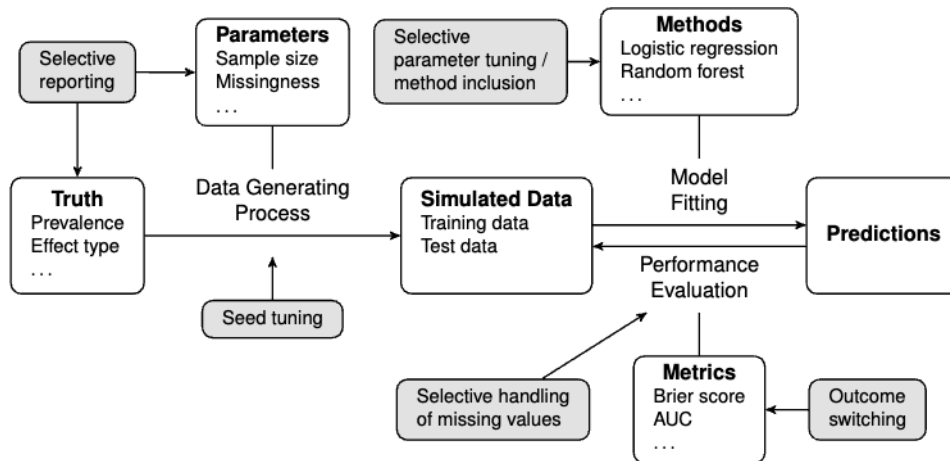 Selective
reporting
Parameters
Sample size
Missingness
. . .
Selective
parameter tuning /
method inclusion
Methods
Logistic regression
Random forest
. . .
Truth
Prevalence
Effect type
. . .
Data Generating
Process
Seed tuning
Simulated Data
Training data
Test data
Model
Fitting
Performance
Evaluation
Predictions
Selective handling
of missing values
Metrics
Brier score
AUC
. . .
Outcome
switching